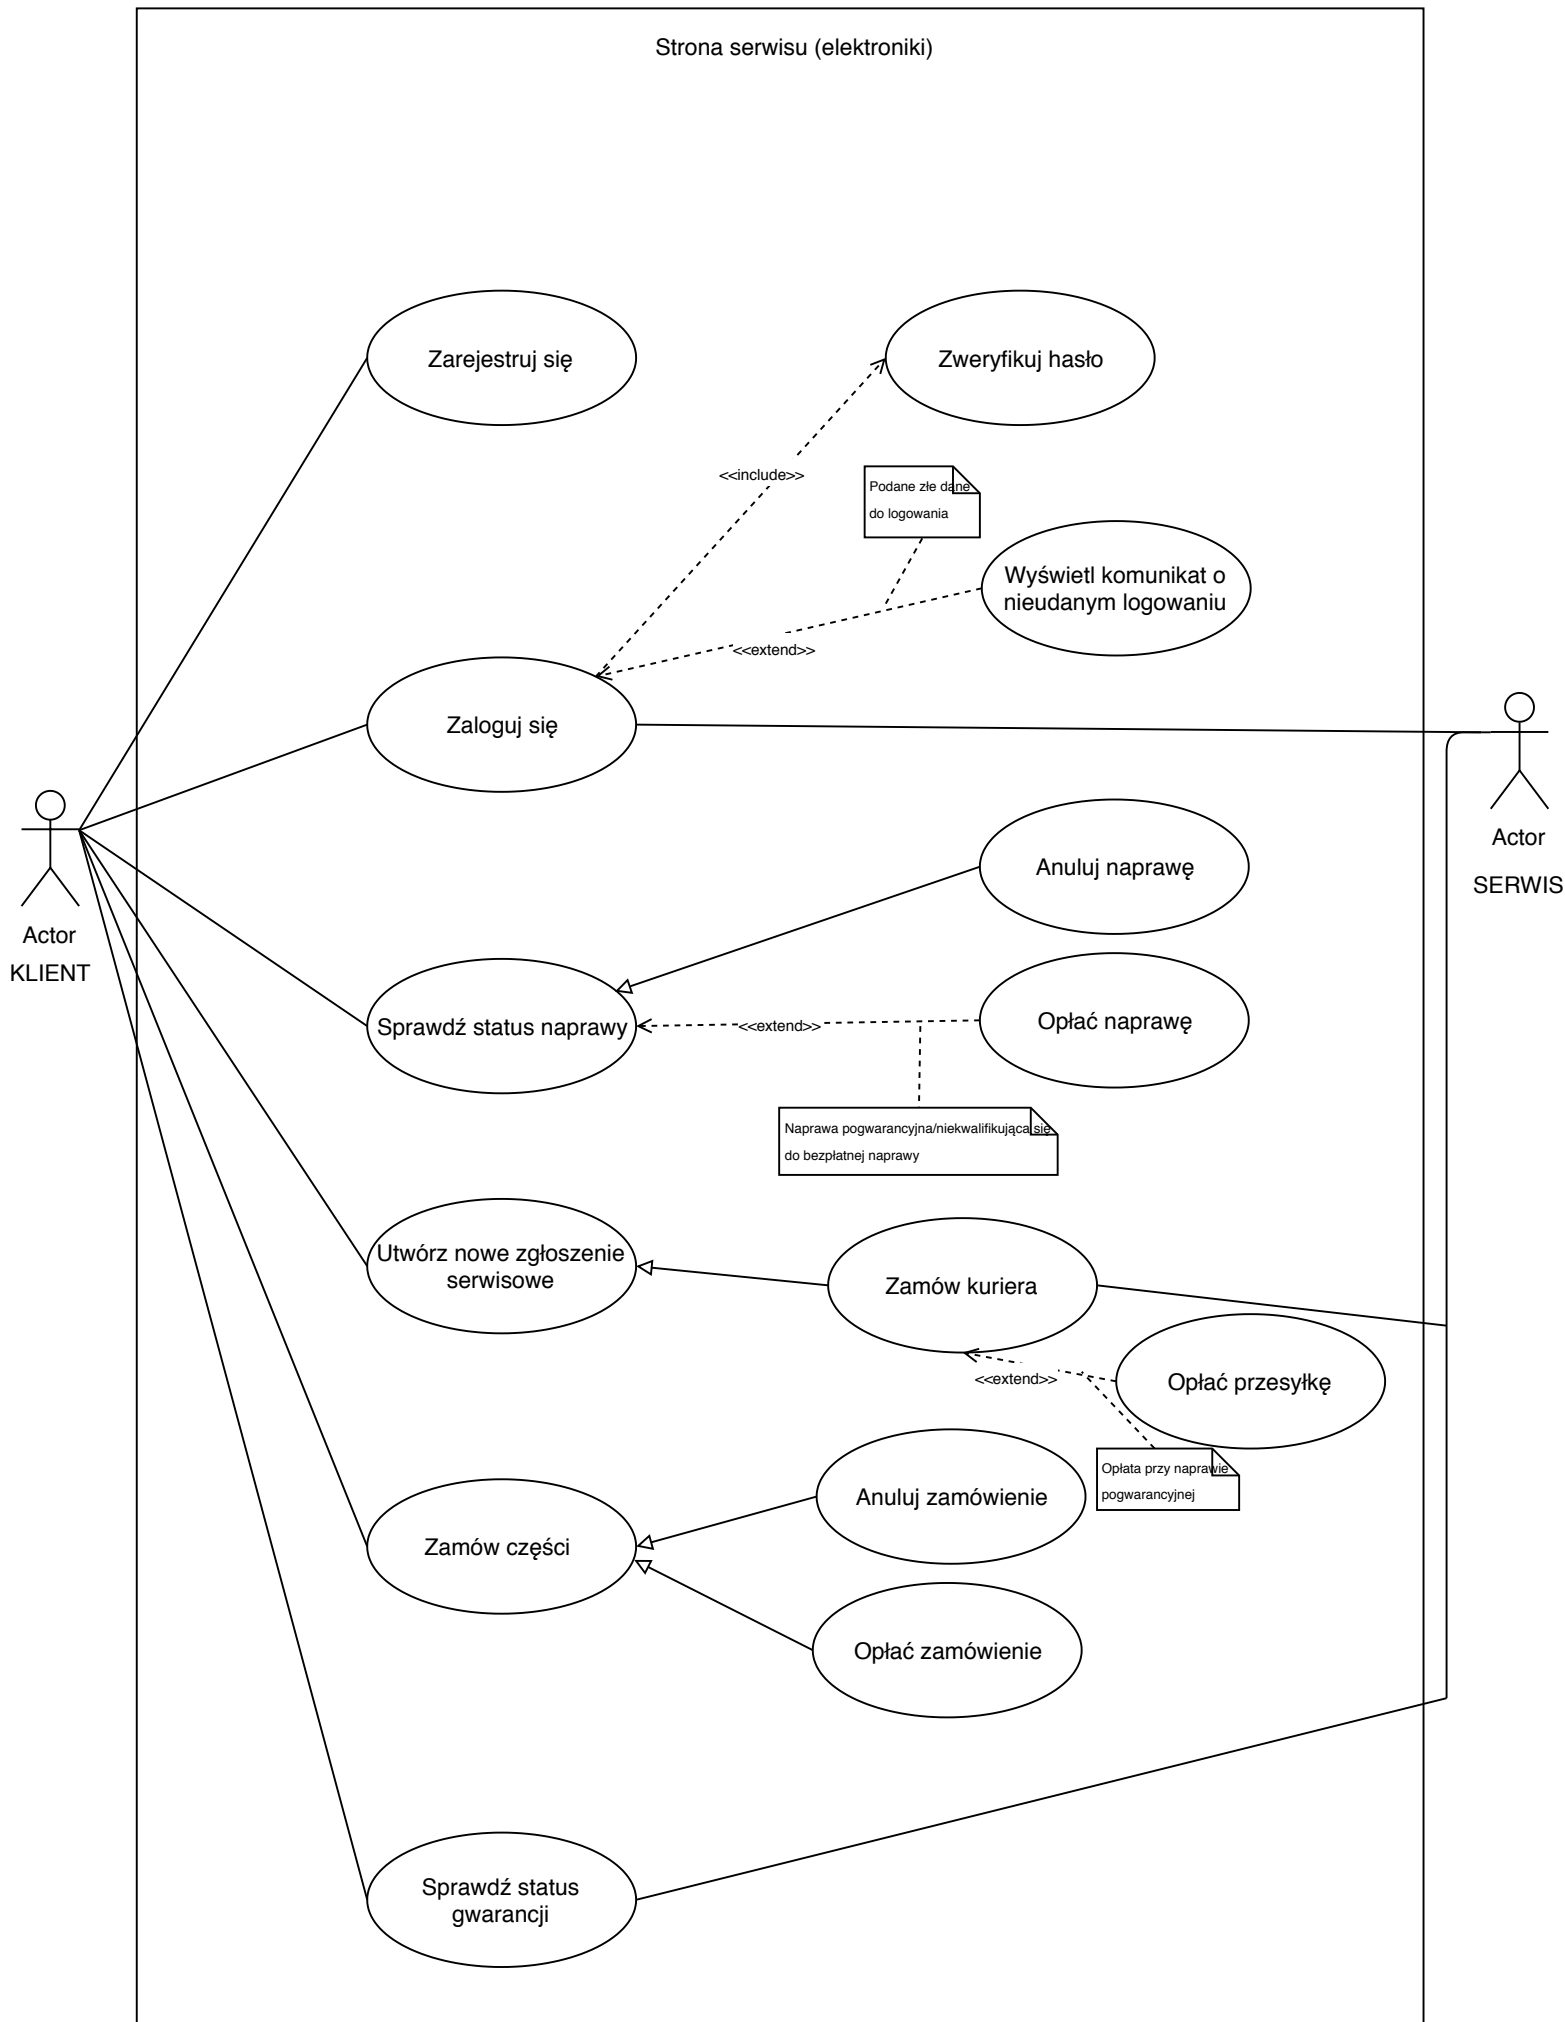 Strona serwisu (elektroniki)
Zarejestruj się
Zweryfikuj hasło
<<include>>
Podane złe dane
do logowania
Wyświetl komunikat o
nieudanym logowaniu
<<extend>>
Zaloguj się
Actor
SERWIS
Anuluj naprawę
Actor
KLIENT
Sprawdź status naprawy
<<extend>>
Opłać naprawę
Naprawa pogwarancyjna/niekwalifikująca się
do bezpłatnej naprawy
Utwórz nowe zgłoszenie
serwisowe
Zamów kuriera
<<extend>>
Opłać przesyłkę
Opłata przy naprawie
pogwarancyjnej
Anuluj zamówienie
Zamów części
Opłać zamówienie
Sprawdź status
gwarancji